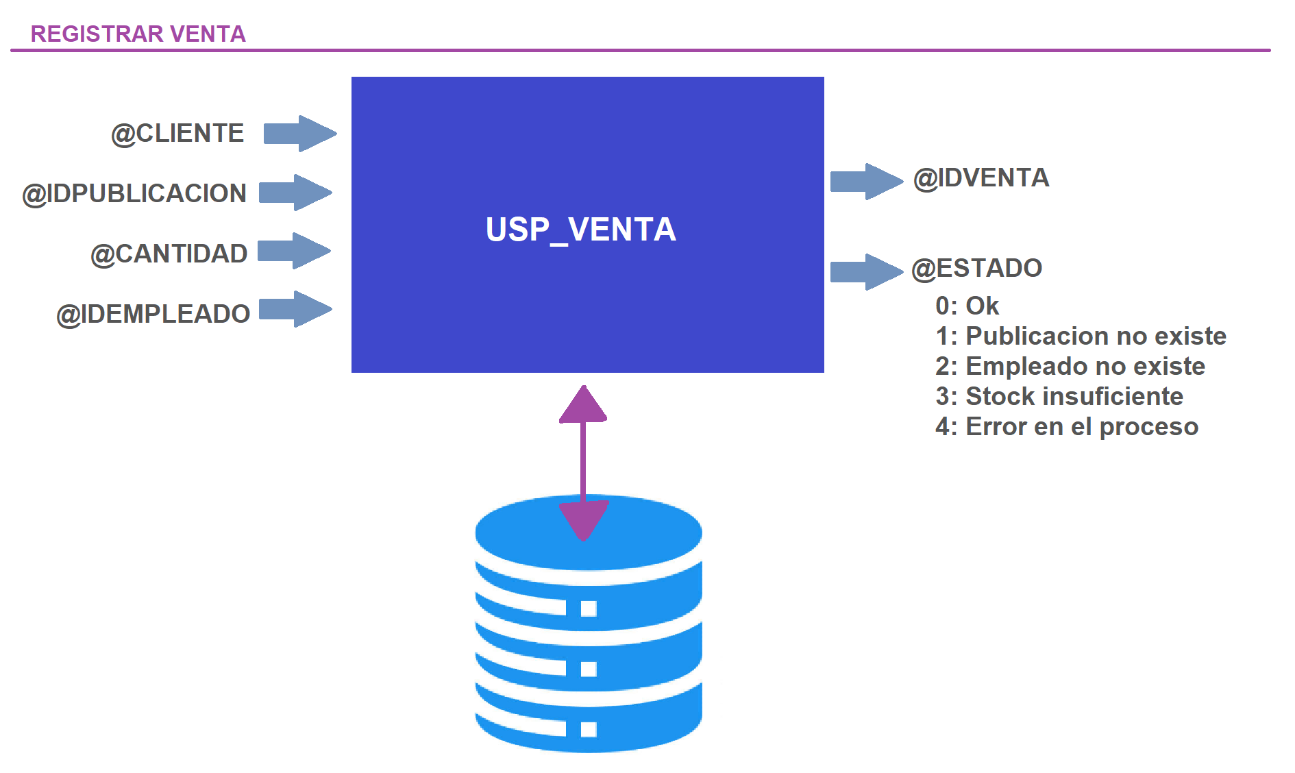 REGISTRAR VENTA
@CLIENTE
@IDPUBLICACION
@CANTIDAD
@IDEMPLEADO
USP_VENTA
@IDVENTA
@ESTADO
0: Ok
1: Publicacion no existe
2: Empleado no existe
3: Stock insuficiente
4: Error en el proceso